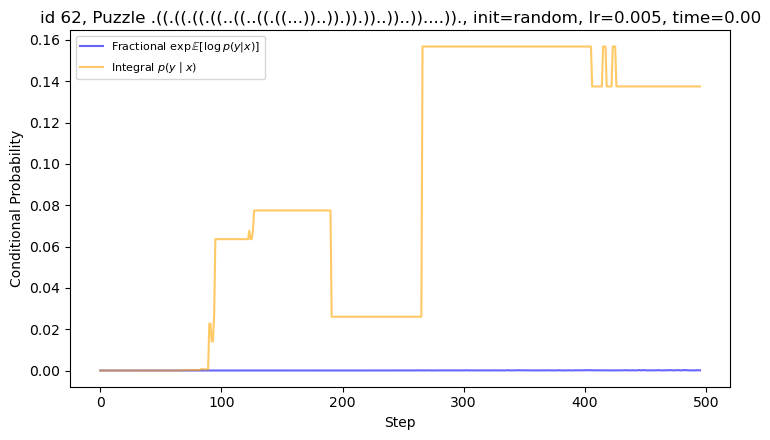 id 62, Puzzle .((.((.((.((..((..((.((...))..)).)).))..))..))....))., init=random, lr=0.005, time=0.00
Fractional exp𝔼[log p(y|x)]
Integral p(y | x)
Conditional Probability
0.16
0.14
0.12
0.10
0.08
0.06
0.04
0.02
0.00
0 100 200 300 400 500
Step